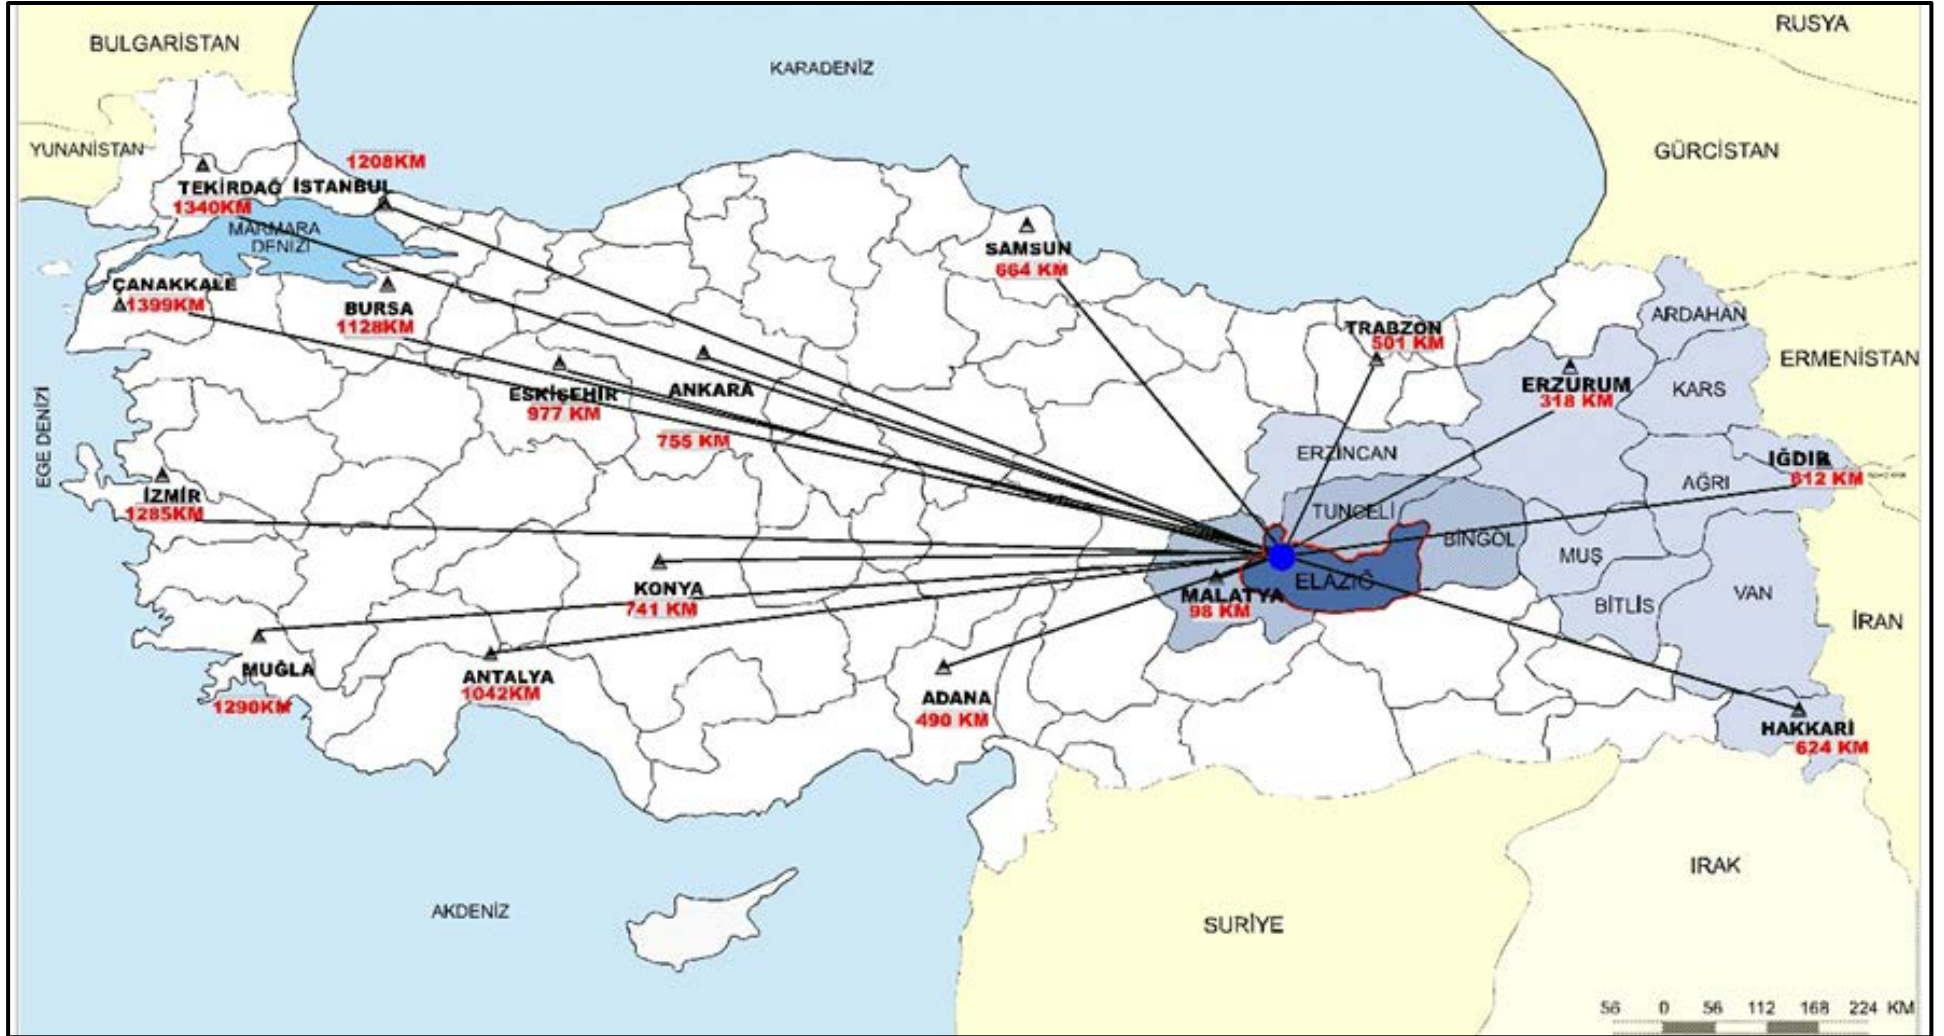 RUSYA
BULGARİSTAN
KARADENİZ
YUNANİSTAN
GÜRCİSTAN
1208KM
TEKİRDAĞ
İSTANBUL
1340KM
MARMARA
DENİZİ
SAMSUN
664 KM
ÇANAKKALE
1399KM
BURSA
1128KM
ARDAHAN
TRABZON
501 KM
ERMENİSTAN
ESKİŞEHİR
977 KM
ANKARA
755 KM
ERZURUM
318 KM
KARS
EGE DENİZİ
ERZİNCAN
IĞDIR
612 KM
AĞRI
İZMİR
1285KM
TUNCELİ
BİNGÖL
MUŞ
KONYA
741 KM
MALATYA
98 KM
ELAZIĞ
BİTLİS
VAN
İRAN
MUĞLA
1290KM
ANTALYA
1042KM
ADANA
490 KM
HAKKARİ
624 KM
AKDENİZ
SURİYE
IRAK
56 0 56 112 168 224 KM